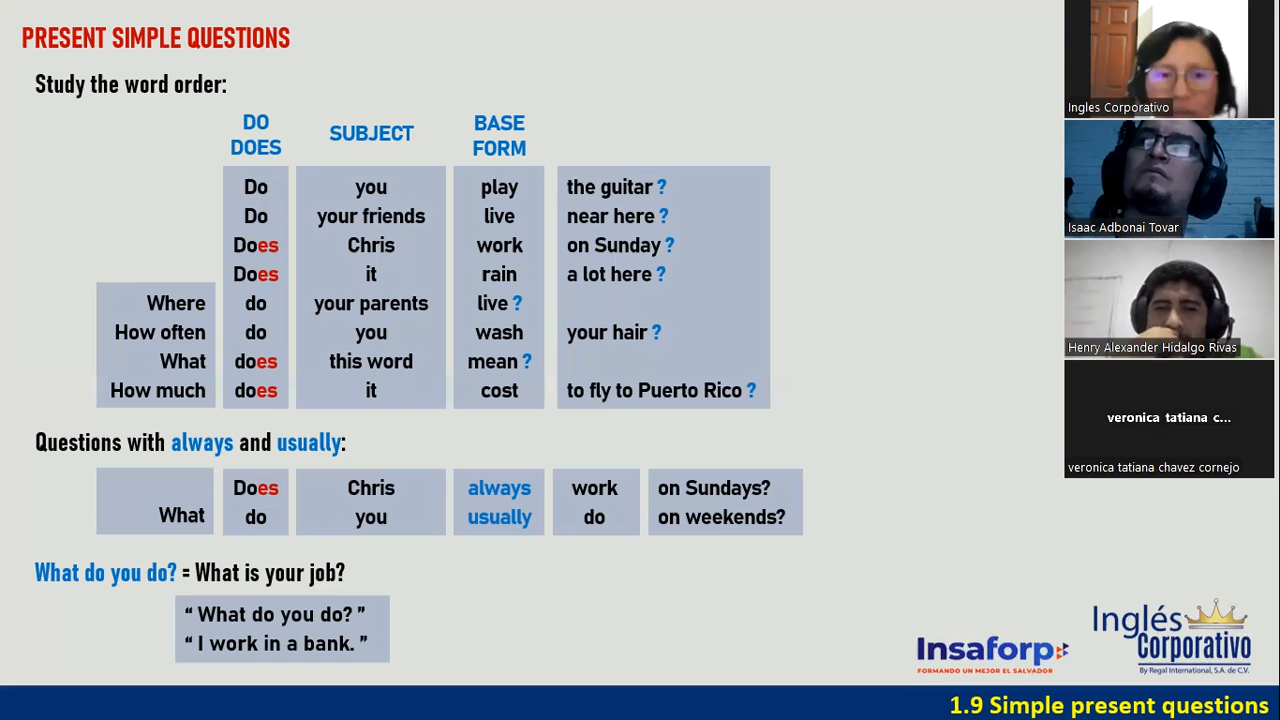 PRESENT SIMPLE QUESTIONS
Study the word order:
DO DOES SUBJECT BASE FORM
Do you play the guitar ?
Do your friends live near here ?
Does Chris work on Sunday ?
Does it rain a lot here ?
Where do your parents live ?
How often do you wash your hair ?
What does this word mean ?
How much does it cost to fly to Puerto Rico ?
Questions with always and usually:
Does Chris always work on Sundays?
What do you usually do on weekends?
What do you do? = What is your job?
“ What do you do? ”
“ I work in a bank. ”
Insaforp
FORMANDO UN MEJOR EL SALVADOR
Inglés
Corporativo
By Regal International, S.A. de C.V.
1.9 Simple present questions
Ingles Corporativo
Isaac Adbonai Tovar
Henry Alexander Hidalgo Rivas
veronica tatiana c...
veronica tatiana chavez cornejo